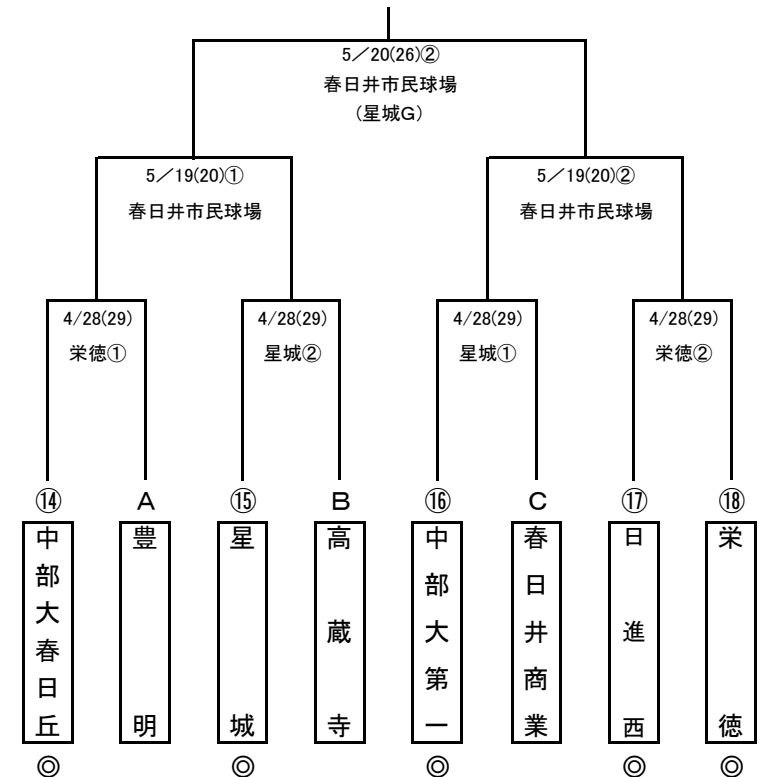 5／20(26)②
春日井市民球場
(星城G)
5／19(20)①
春日井市民球場
5／19(20)②
春日井市民球場
4/28(29)
栄徳①
4/28(29)
星城②
4/28(29)
星城①
4/28(29)
栄徳②
⑭
A
⑮
B
⑯
C
⑰
⑱
中部大春日丘
豊明
星城
高蔵寺
中部大第一
春日井商業
日進西
栄徳
◎
◎
◎
◎
◎